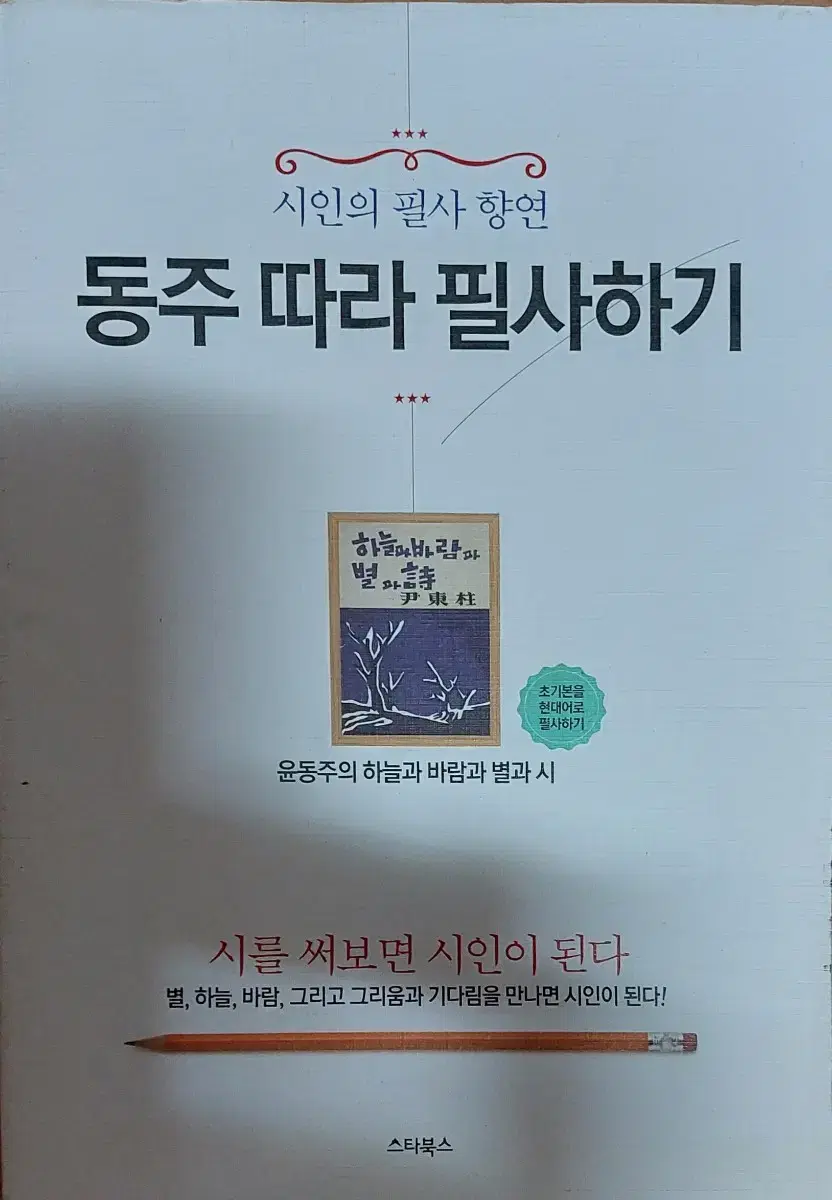 시인의 필사 향연
동주 따라 필사하기
하늘과바람과
별과詩
尹東柱
초기본을
현대어로
필사하기
윤동주의 하늘과 바람과 별과 시
시를 써보면 시인이 된다
별, 하늘, 바람, 그리고 그리움과 기다림을 만나면 시인이 된다!
스타북스